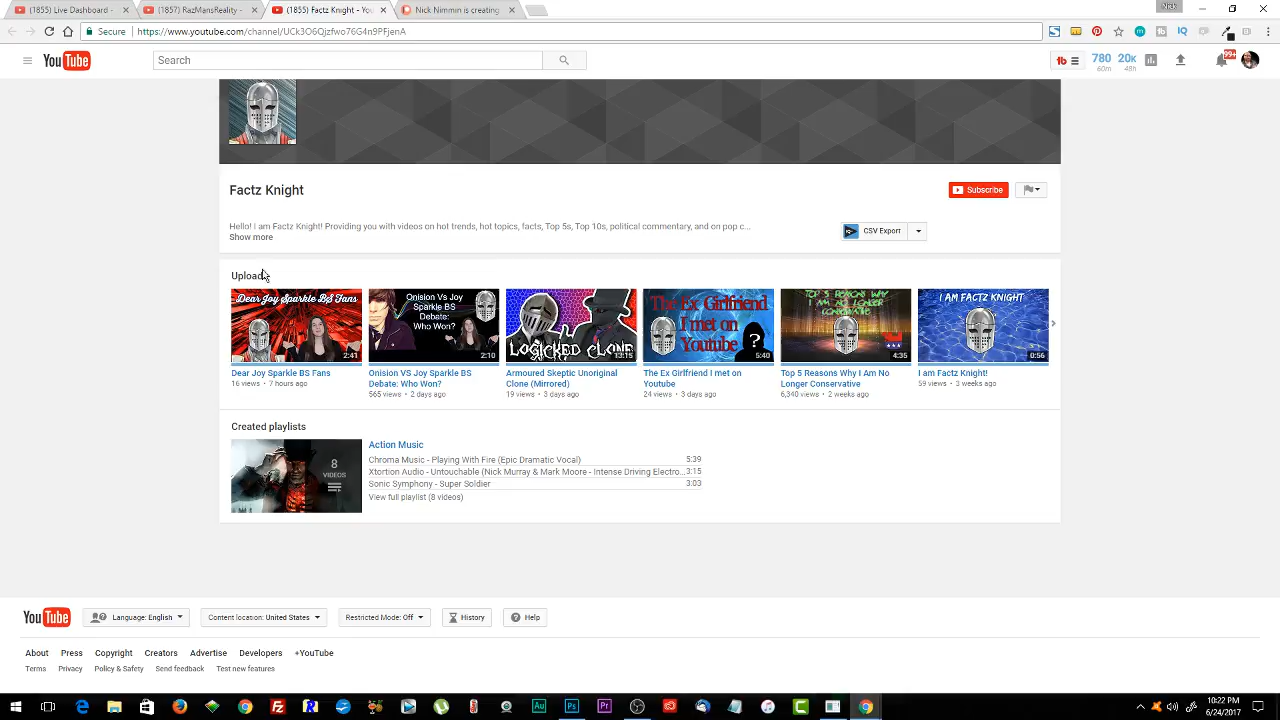 (1855) Live Dashboard -
(1857) RazMansReality -
(1855) Factz Knight - You
Nick Nimmin is creating
Secure
https://www.youtube.com/channel/UCk3O6Qjzfwo76G4n9PFjenA
YouTube
Search
780
60m
20K
48h
99+
Factz Knight
Subscribe
Hello! I am Factz Knight! Providing you with videos on hot trends, hot topics, facts, Top 5s, Top 10s, political commentary, and on pop c...
Show more
CSV Export
Uploads
Dear Joy Sparkle BS Fans
2:41
Dear Joy Sparkle BS Fans
16 views • 7 hours ago
Onision Vs Joy
Sparkle BS
Debate:
Who Won?
2:10
Onision VS Joy Sparkle BS
Debate: Who Won?
565 views • 2 days ago
LOGICKED CLONE
13:15
Armoured Skeptic Unoriginal
Clone (Mirrored)
19 views • 3 days ago
The Ex Girlfriend
I met on
Youtube
?
5:40
The Ex Girlfriend I met on
Youtube
24 views • 3 days ago
TOP 5 REASONS WHY
I AM NO LONGER
CONSERVATIVE
4:35
Top 5 Reasons Why I Am No
Longer Conservative
6,340 views • 2 weeks ago
I AM FACTZ KNIGHT
0:56
I am Factz Knight!
59 views • 3 weeks ago
Created playlists
8
VIDEOS
Action Music
Chroma Music - Playing With Fire (Epic Dramatic Vocal) 5:39
Xtortion Audio - Untouchable (Nick Murray & Mark Moore - Intense Driving Electro... 3:15
Sonic Symphony - Super Soldier 3:03
View full playlist (8 videos)
YouTube
Language: English
Content location: United States
Restricted Mode: Off
History
Help
About Press Copyright Creators Advertise Developers +YouTube
Terms Privacy Policy & Safety Send feedback Test new features
Au
Ps
Pr
10:22 PM
6/24/2017